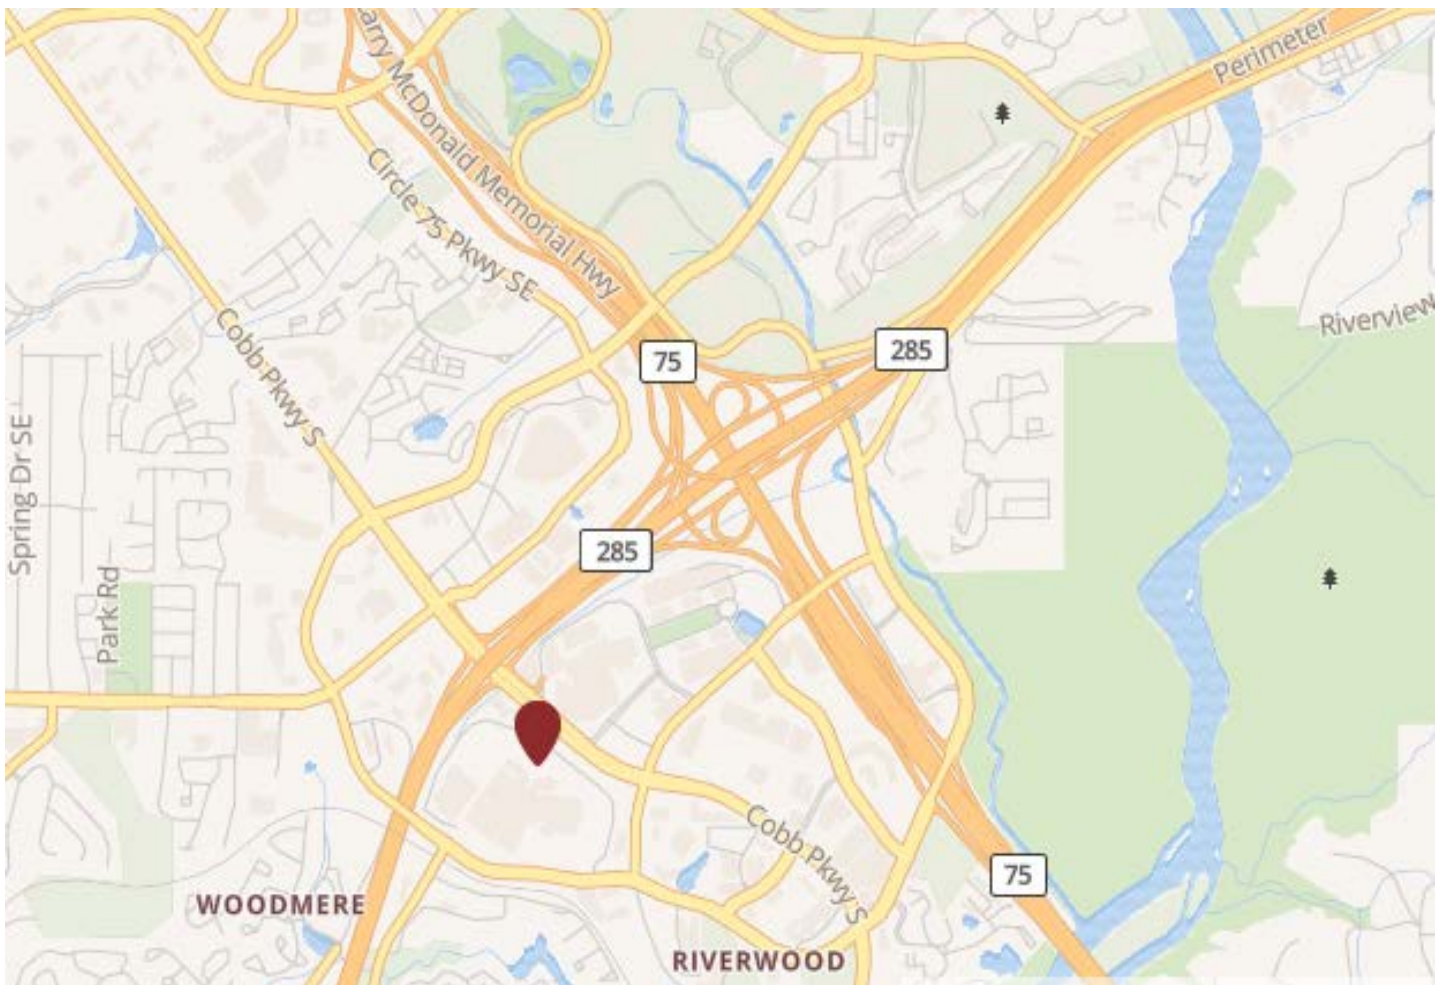 arry McDonald Memorial Hwy
Perimeter
Circle 75 Pkwy SE
Riverview
Cobb Pkwy S
75
285
Spring Dr SE
285
Park Rd
Cobb Pkwy S
75
WOODMERE
RIVERWOOD